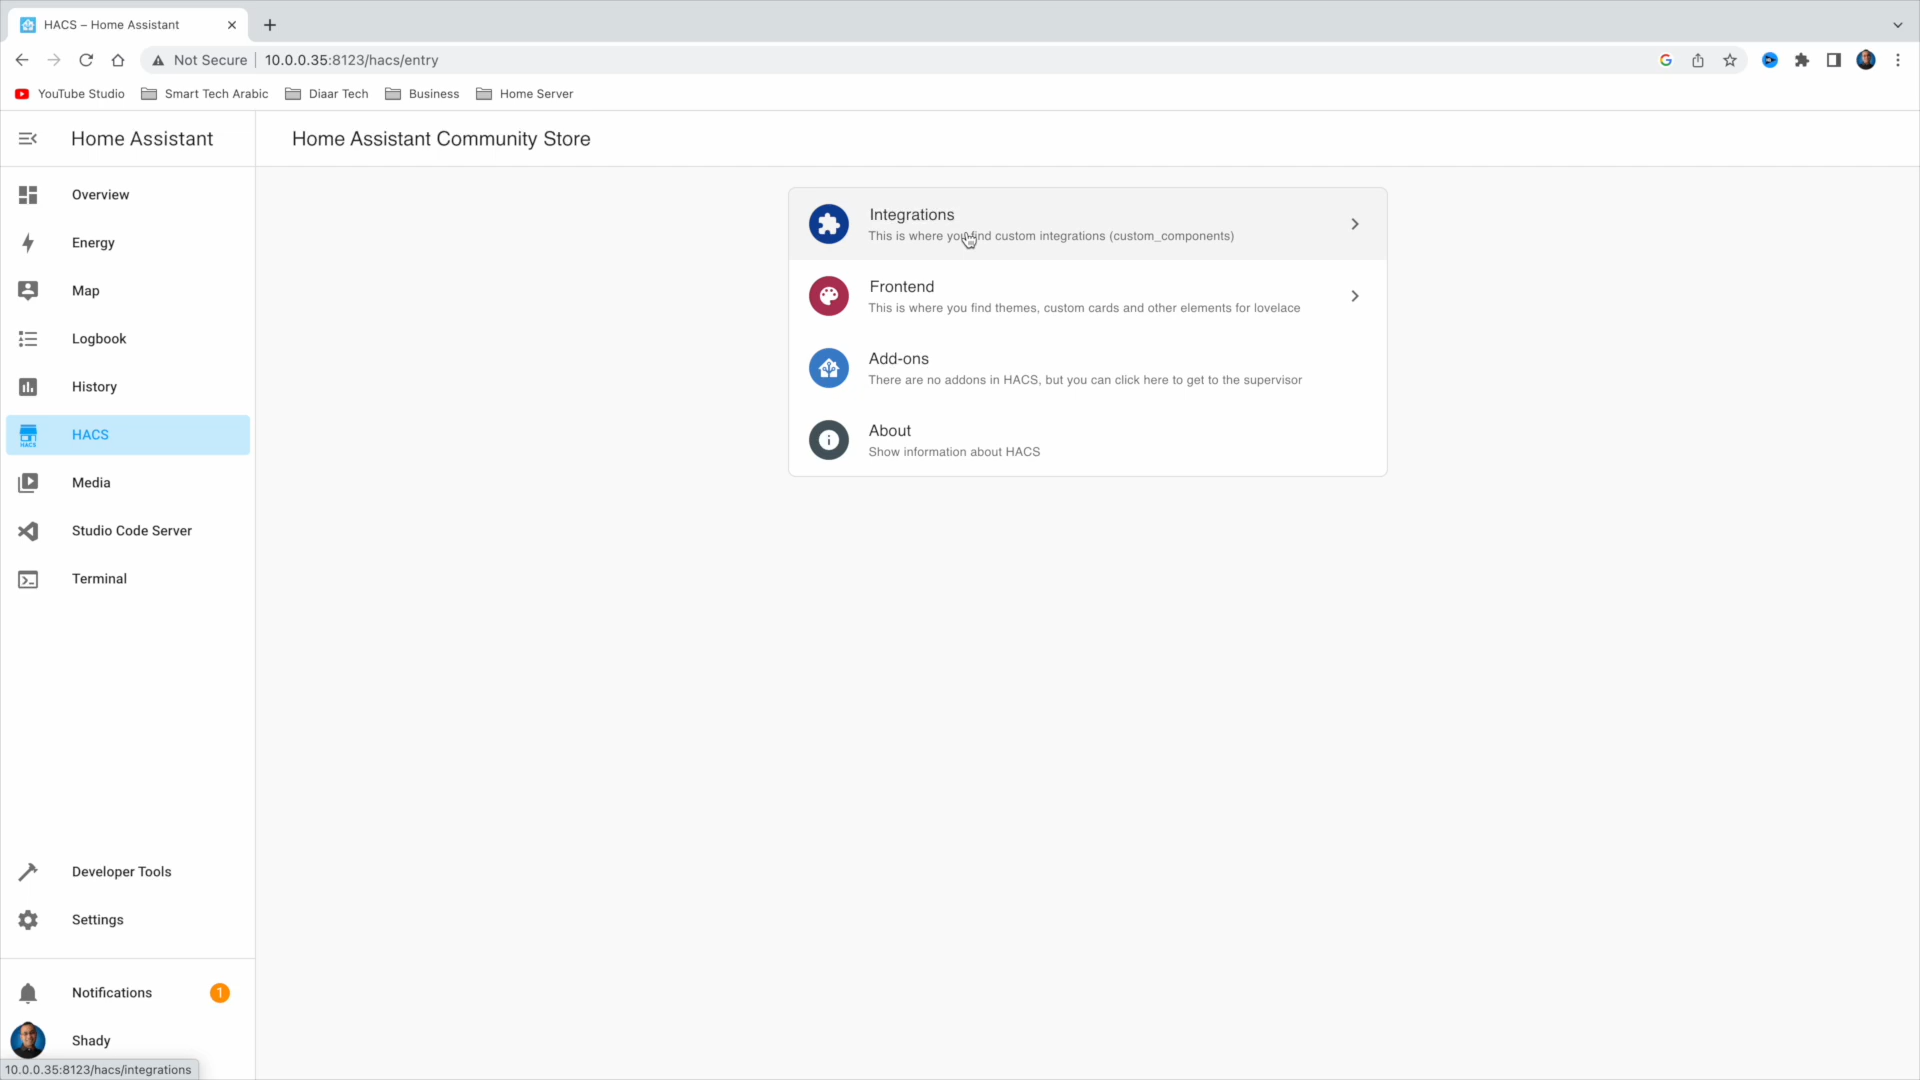 HACS – Home Assistant
Not Secure
10.0.0.35:8123/hacs/entry
YouTube Studio
Smart Tech Arabic
Diaar Tech
Business
Home Server
Home Assistant
Home Assistant Community Store
Overview
Energy
Map
Logbook
History
HACS
HACS
Media
Studio Code Server
Terminal
Developer Tools
Settings
Notifications
1
Shady
10.0.0.35:8123/hacs/integrations
Integrations
This is where you find custom integrations (custom_components)
Frontend
This is where you find themes, custom cards and other elements for lovelace
Add-ons
There are no addons in HACS, but you can click here to get to the supervisor
About
Show information about HACS